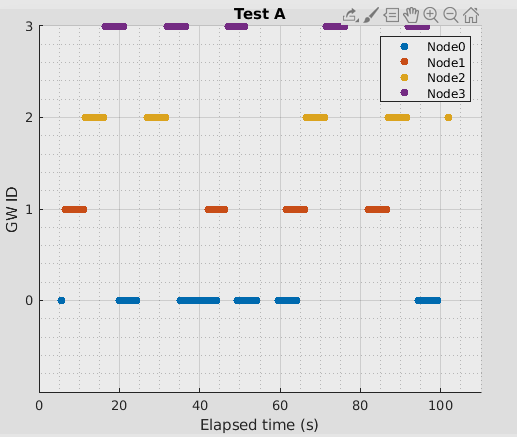 Test A
3
2
1
0
GW ID
Node0
Node1
Node2
Node3
0 20 40 60 80 100
Elapsed time (s)